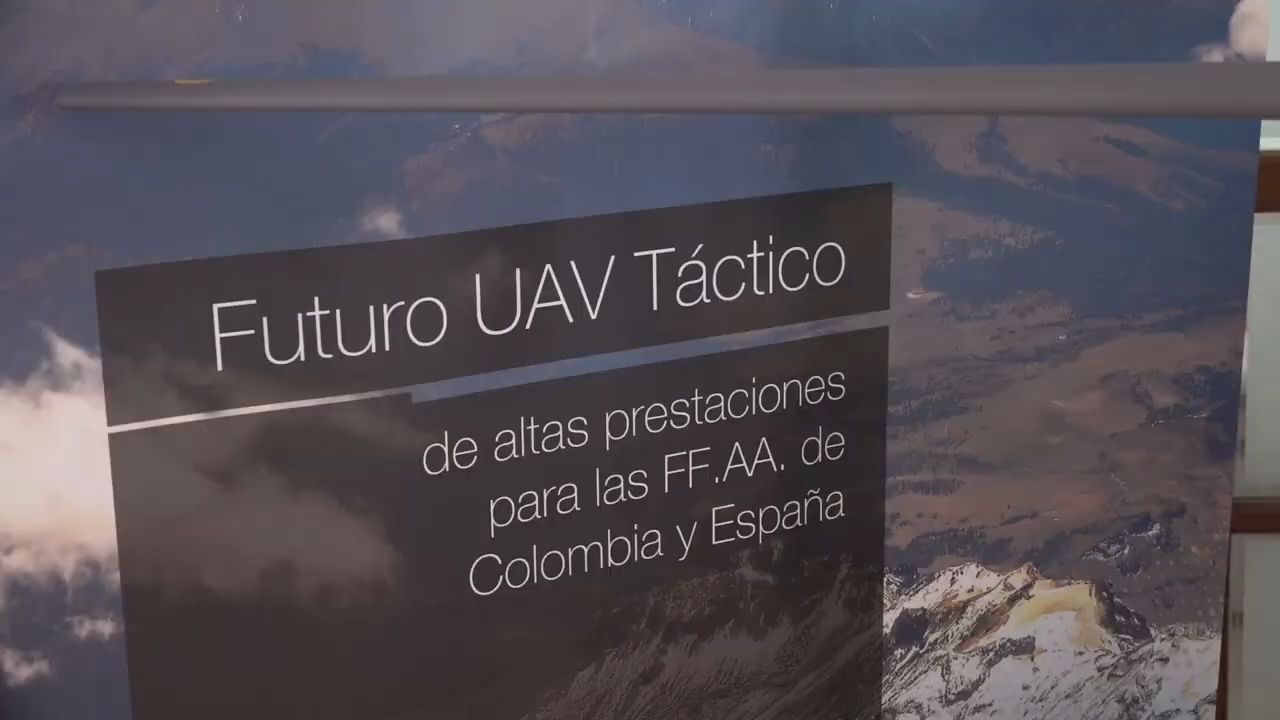 Futuro UAV Táctico
de altas prestaciones
para las FF.AA. de
Colombia y España